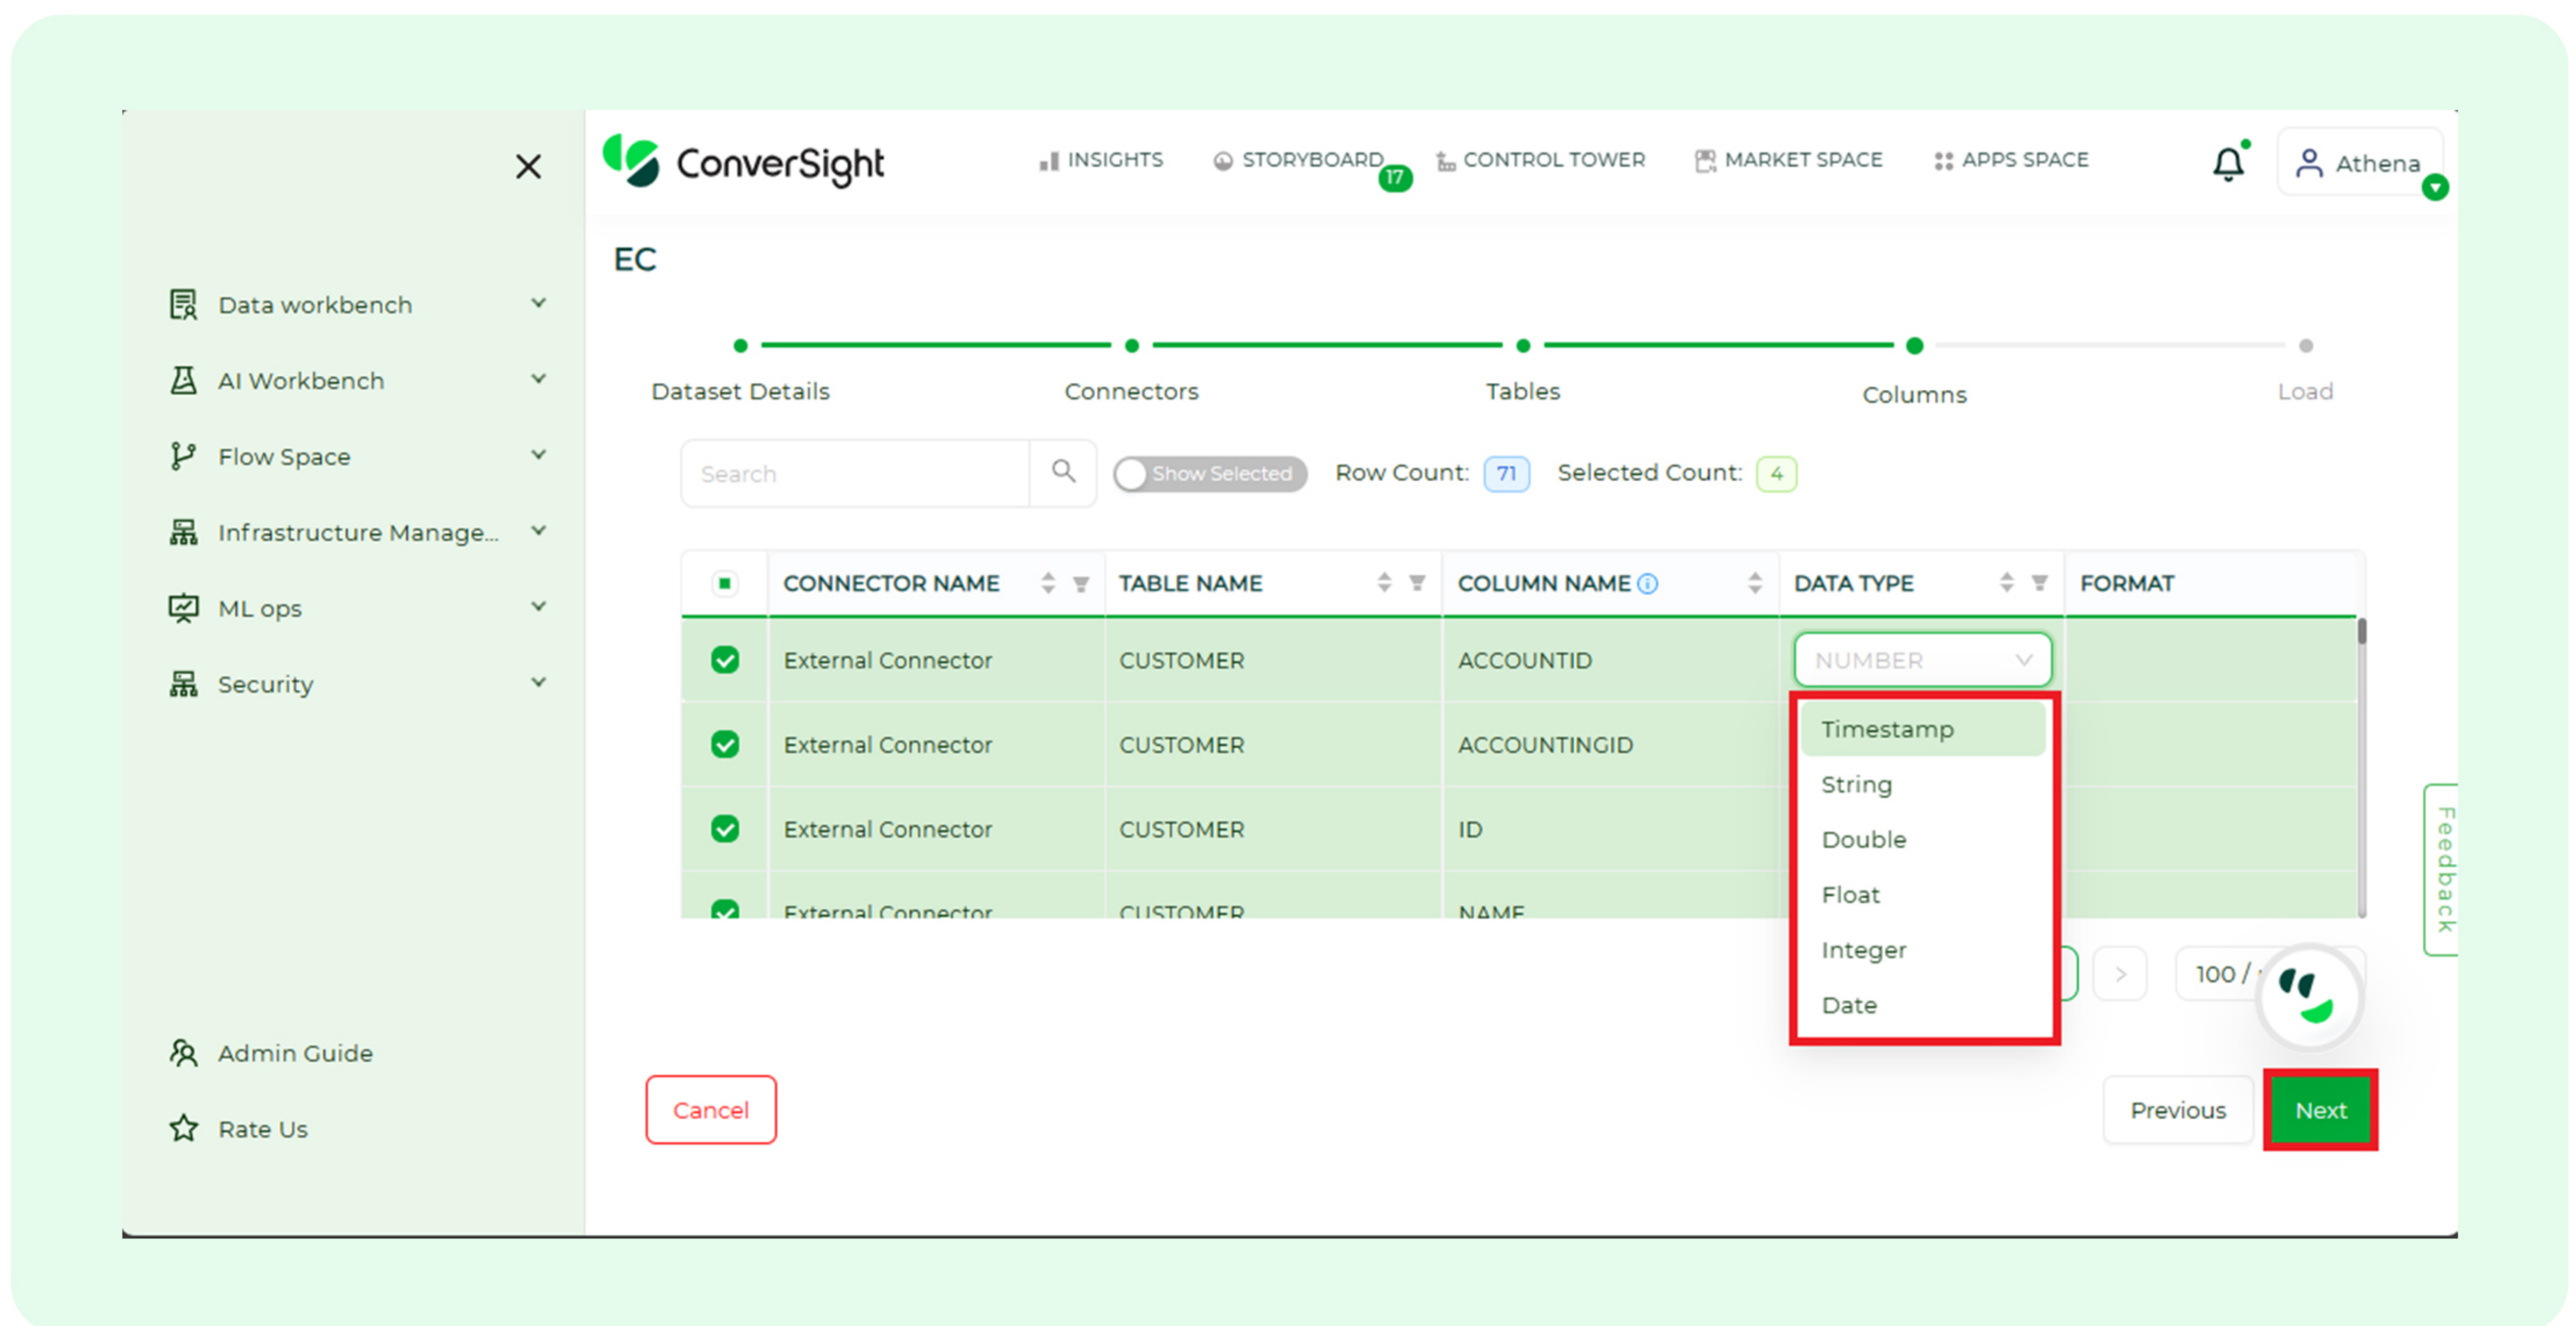 ConverSight
INSIGHTS
STORYBOARD
17
CONTROL TOWER
MARKET SPACE
APPS SPACE
Athena
Data workbench
AI Workbench
Flow Space
Infrastructure Manage...
ML ops
Security
Admin Guide
Rate Us
EC
Dataset Details
Connectors
Tables
Columns
Load
Search
Show Selected
Row Count: 71
Selected Count: 4
CONNECTOR NAME TABLE NAME COLUMN NAME DATA TYPE FORMAT
External Connector CUSTOMER ACCOUNTID NUMBER
External Connector CUSTOMER ACCOUNTINGID
External Connector CUSTOMER ID
External Connector CUSTOMER NAME
Timestamp
String
Double
Float
Integer
Date
100 /
Feedback
Cancel
Previous
Next